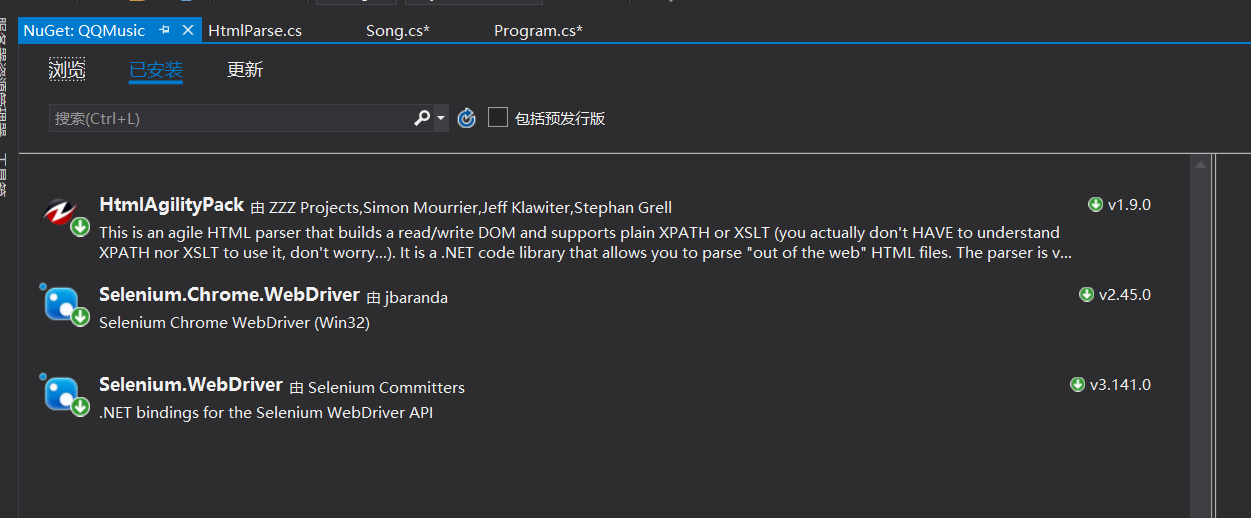 NuGet: QQMusic HtmlParse.cs Song.cs* Program.cs*
浏览 已安装 更新
搜索(Ctrl+L) 包括预发行版
HtmlAgilityPack 由 ZZZ Projects,Simon Mourrier,Jeff Klawiter,Stephan Grell v1.9.0
This is an agile HTML parser that builds a read/write DOM and supports plain XPATH or XSLT (you actually don't HAVE to understand
XPATH nor XSLT to use it, don't worry...). It is a .NET code library that allows you to parse "out of the web" HTML files. The parser is v...
Selenium.Chrome.WebDriver 由 jbaranda v2.45.0
Selenium Chrome WebDriver (Win32)
Selenium.WebDriver 由 Selenium Committers v3.141.0
.NET bindings for the Selenium WebDriver API